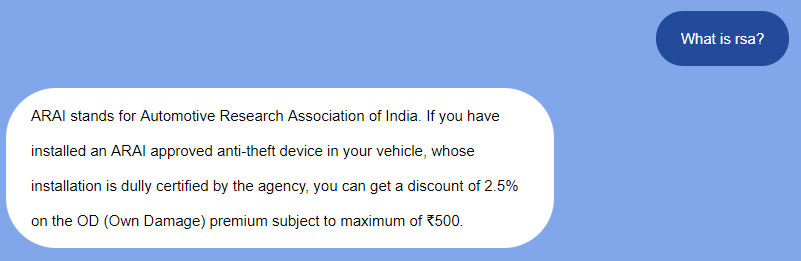 What is rsa?
ARAI stands for Automotive Research Association of India. If you have
installed an ARAI approved anti-theft device in your vehicle, whose
installation is dully certified by the agency, you can get a discount of 2.5%
on the OD (Own Damage) premium subject to maximum of ₹500.